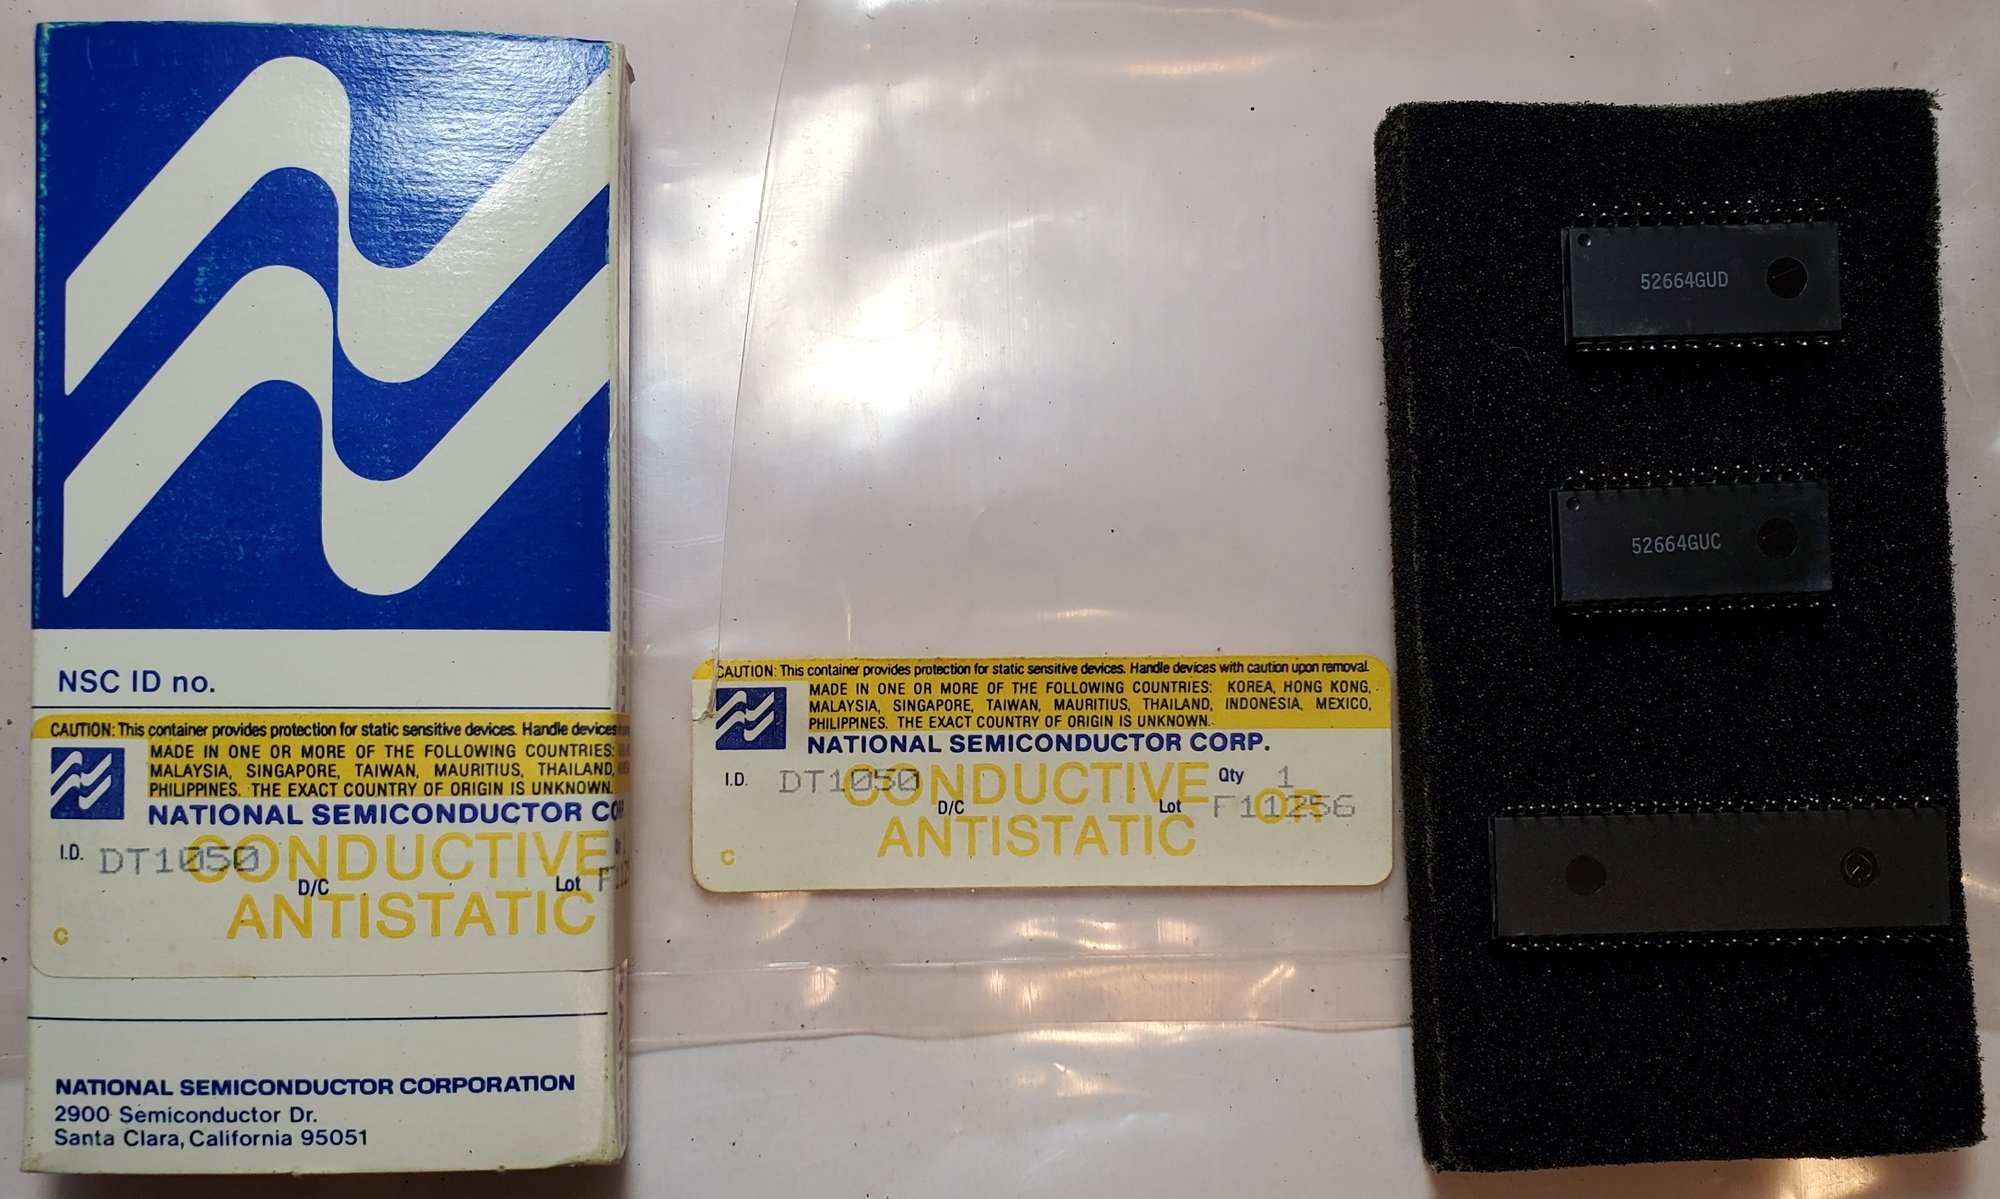 NSC ID no.
CAUTION: This container provides protection for static sensitive devices. Handle devices
MADE IN ONE OR MORE OF THE FOLLOWING COUNTRIES:
MALAYSIA, SINGAPORE, TAIWAN, MAURITIUS, THAILAND,
PHILIPPINES. THE EXACT COUNTRY OF ORIGIN IS UNKNOWN.
NATIONAL SEMICONDUCTOR
I.D. DT1050
CONDUCTIVE
D/C Lot
ANTISTATIC
C
NATIONAL SEMICONDUCTOR CORPORATION
2900 Semiconductor Dr.
Santa Clara, California 95051
CAUTION: This container provides protection for static sensitive devices. Handle devices with caution upon removal.
MADE IN ONE OR MORE OF THE FOLLOWING COUNTRIES: KOREA, HONG KONG,
MALAYSIA, SINGAPORE, TAIWAN, MAURITIUS, THAILAND, INDONESIA, MEXICO,
PHILIPPINES. THE EXACT COUNTRY OF ORIGIN IS UNKNOWN.
NATIONAL SEMICONDUCTOR CORP.
I.D. DT1050 Qty 1
CONDUCTIVE OR
D/C Lot F11256
ANTISTATIC
C
52664GUD
52664GUC